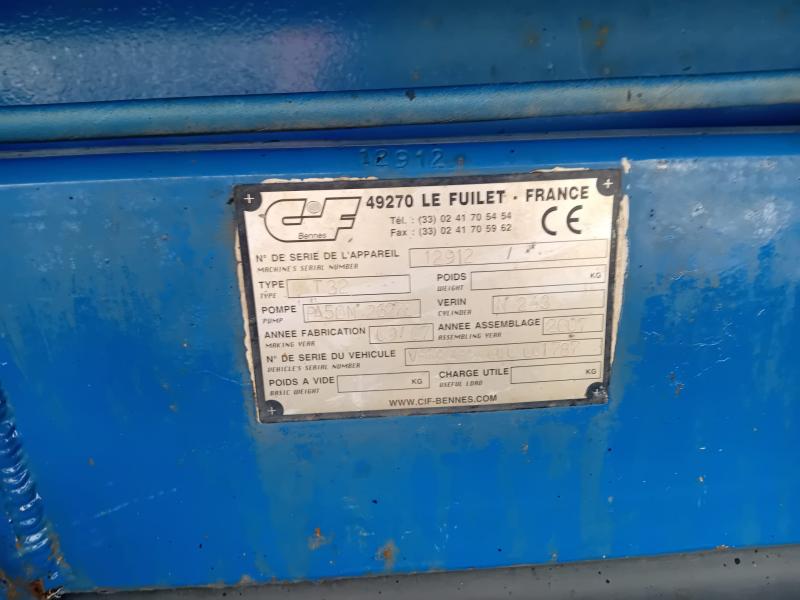 12912
CIF Bennes
49270 LE FUILET · FRANCE
Tél. : (33) 02 41 70 54 54
Fax : (33) 02 41 70 59 62
CE
N° DE SERIE DE L'APPAREIL 12912 /
MACHINE'S SERIAL NUMBER
TYPE T32 POIDS KG
TYPE WEIGHT
POMPE VERIN
PUMP CYLINDER
ANNEE FABRICATION ANNEE ASSEMBLAGE 2007
MAKING YEAR ASSEMBLING YEAR
N° DE SERIE DU VEHICULE
VEHICLE'S SERIAL NUMBER
POIDS A VIDE KG CHARGE UTILE KG
BASIC WEIGHT USEFUL LOAD
WWW.CIF-BENNES.COM